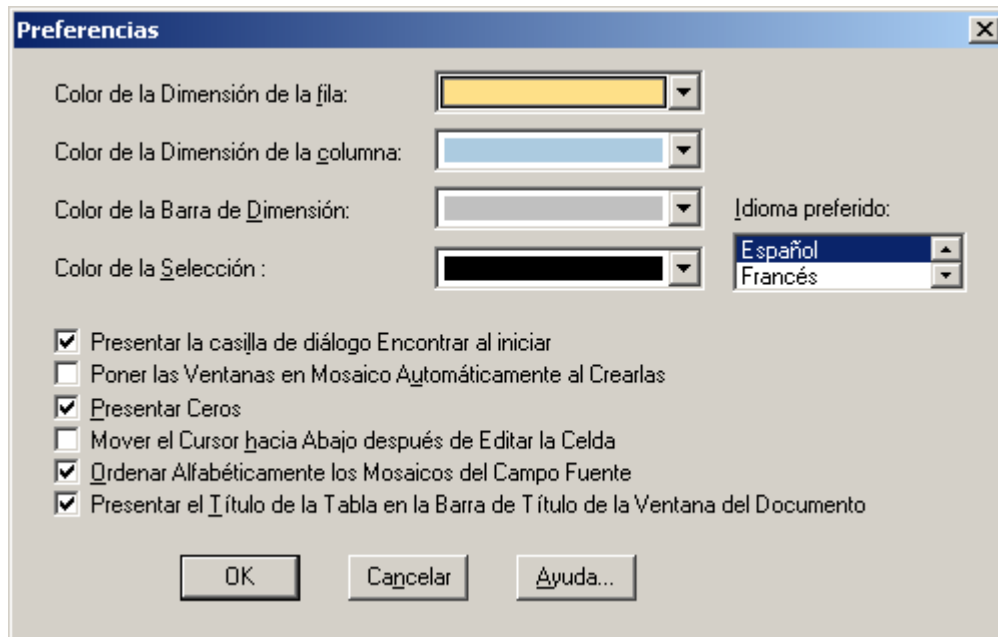 Preferencias
Color de la Dimensión de la fila:
Color de la Dimensión de la columna:
Color de la Barra de Dimensión:
Idioma preferido:
Color de la Selección :
Español
Francés
Presentar la casilla de diálogo Encontrar al iniciar
Poner las Ventanas en Mosaico Automáticamente al Crearlas
Presentar Ceros
Mover el Cursor hacia Abajo después de Editar la Celda
Ordenar Alfabéticamente los Mosaicos del Campo Fuente
Presentar el Título de la Tabla en la Barra de Título de la Ventana del Documento
OK
Cancelar
Ayuda...